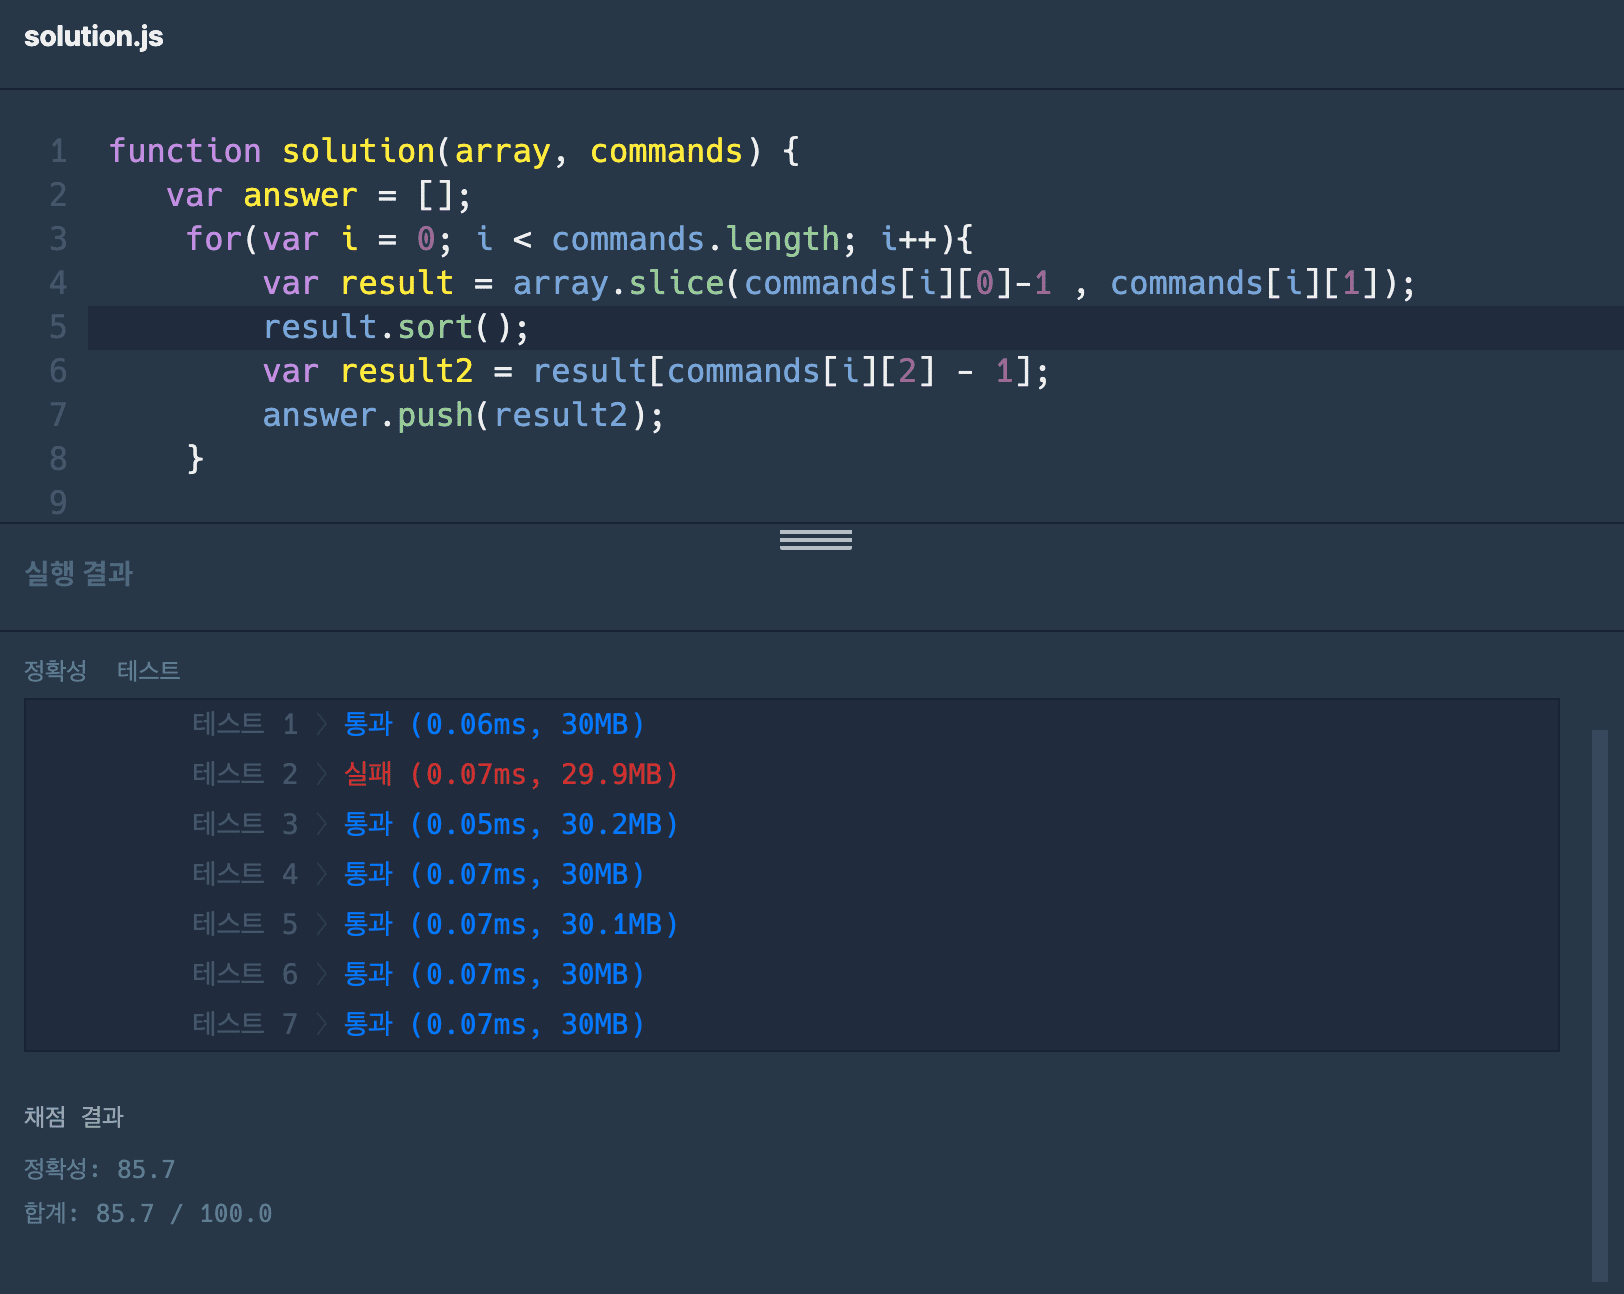 solution.js
1 function solution(array, commands) {
2 var answer = [];
3 for(var i = 0; i < commands.length; i++){
4 var result = array.slice(commands[i][0]-1 , commands[i][1]);
5 result.sort();
6 var result2 = result[commands[i][2] - 1];
7 answer.push(result2);
8 }
9
실행 결과
정확성 테스트
테스트 1 〉 통과 (0.06ms, 30MB)
테스트 2 〉 실패 (0.07ms, 29.9MB)
테스트 3 〉 통과 (0.05ms, 30.2MB)
테스트 4 〉 통과 (0.07ms, 30MB)
테스트 5 〉 통과 (0.07ms, 30.1MB)
테스트 6 〉 통과 (0.07ms, 30MB)
테스트 7 〉 통과 (0.07ms, 30MB)
채점 결과
정확성: 85.7
합계: 85.7 / 100.0